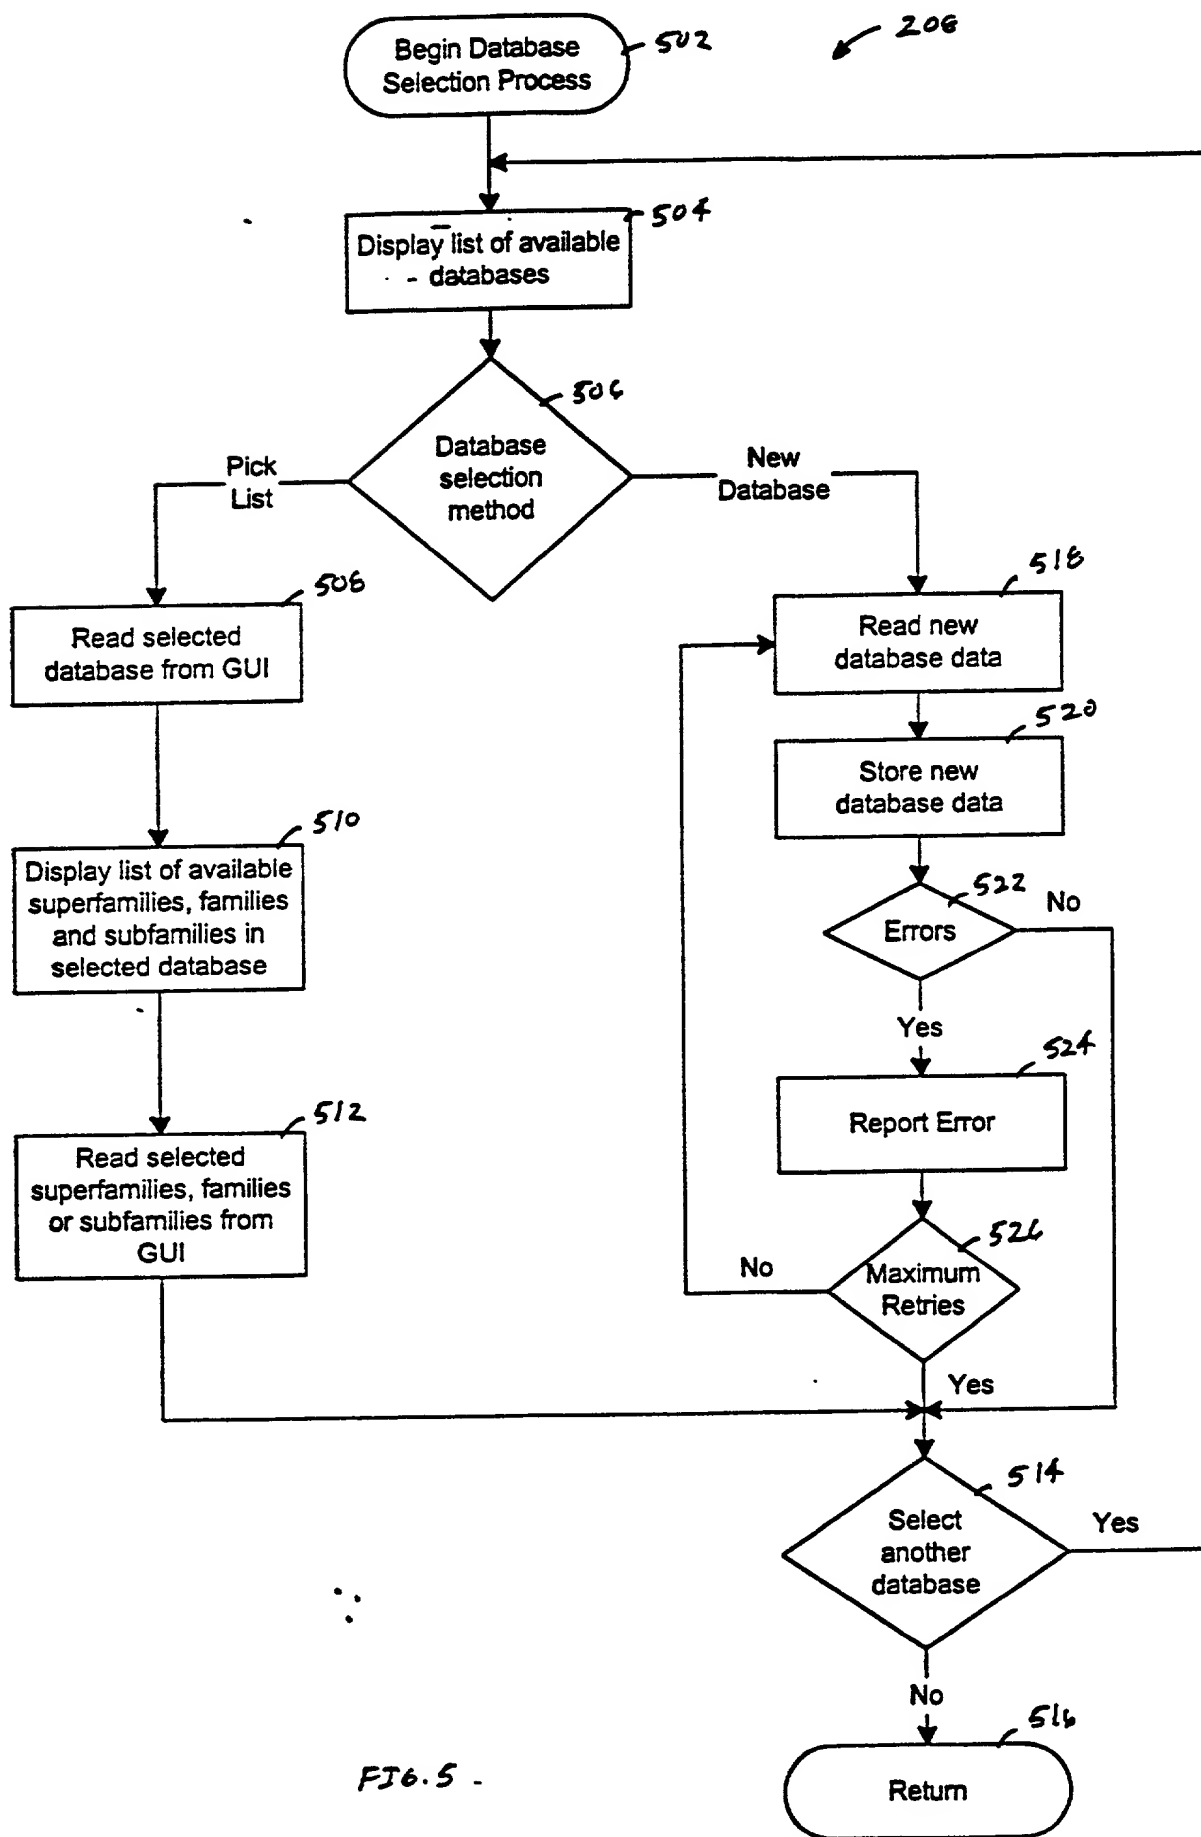 Begin Database
Selection Process
502
208
504
Display list of available
databases
506
Database
selection
method
Pick
List
New
Database
508
Read selected
database from GUI
518
Read new
database data
520
Store new
database data
510
Display list of available
superfamilies, families
and subfamilies in
selected database
522
Errors
No
Yes
524
Report Error
512
Read selected
superfamilies, families
or subfamilies from
GUI
526
Maximum
Retries
No
Yes
514
Select
another
database
Yes
No
516
Return
FIG.5